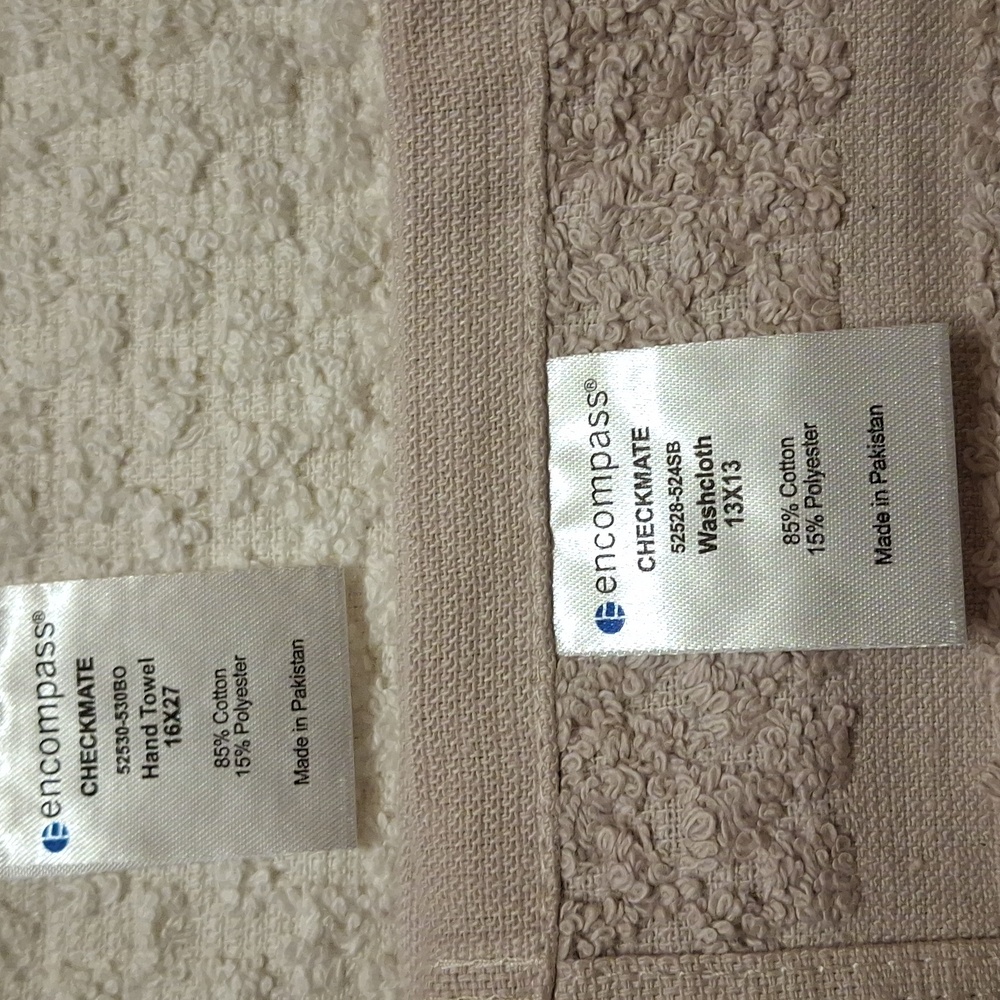 encompass®
CHECKMATE
52530-530BO
Hand Towel
16X27
85% Cotton
15% Polyester
Made in Pakistan
encompass®
CHECKMATE
52528-524SB
Washcloth
13X13
85% Cotton
15% Polyester
Made in Pakistan